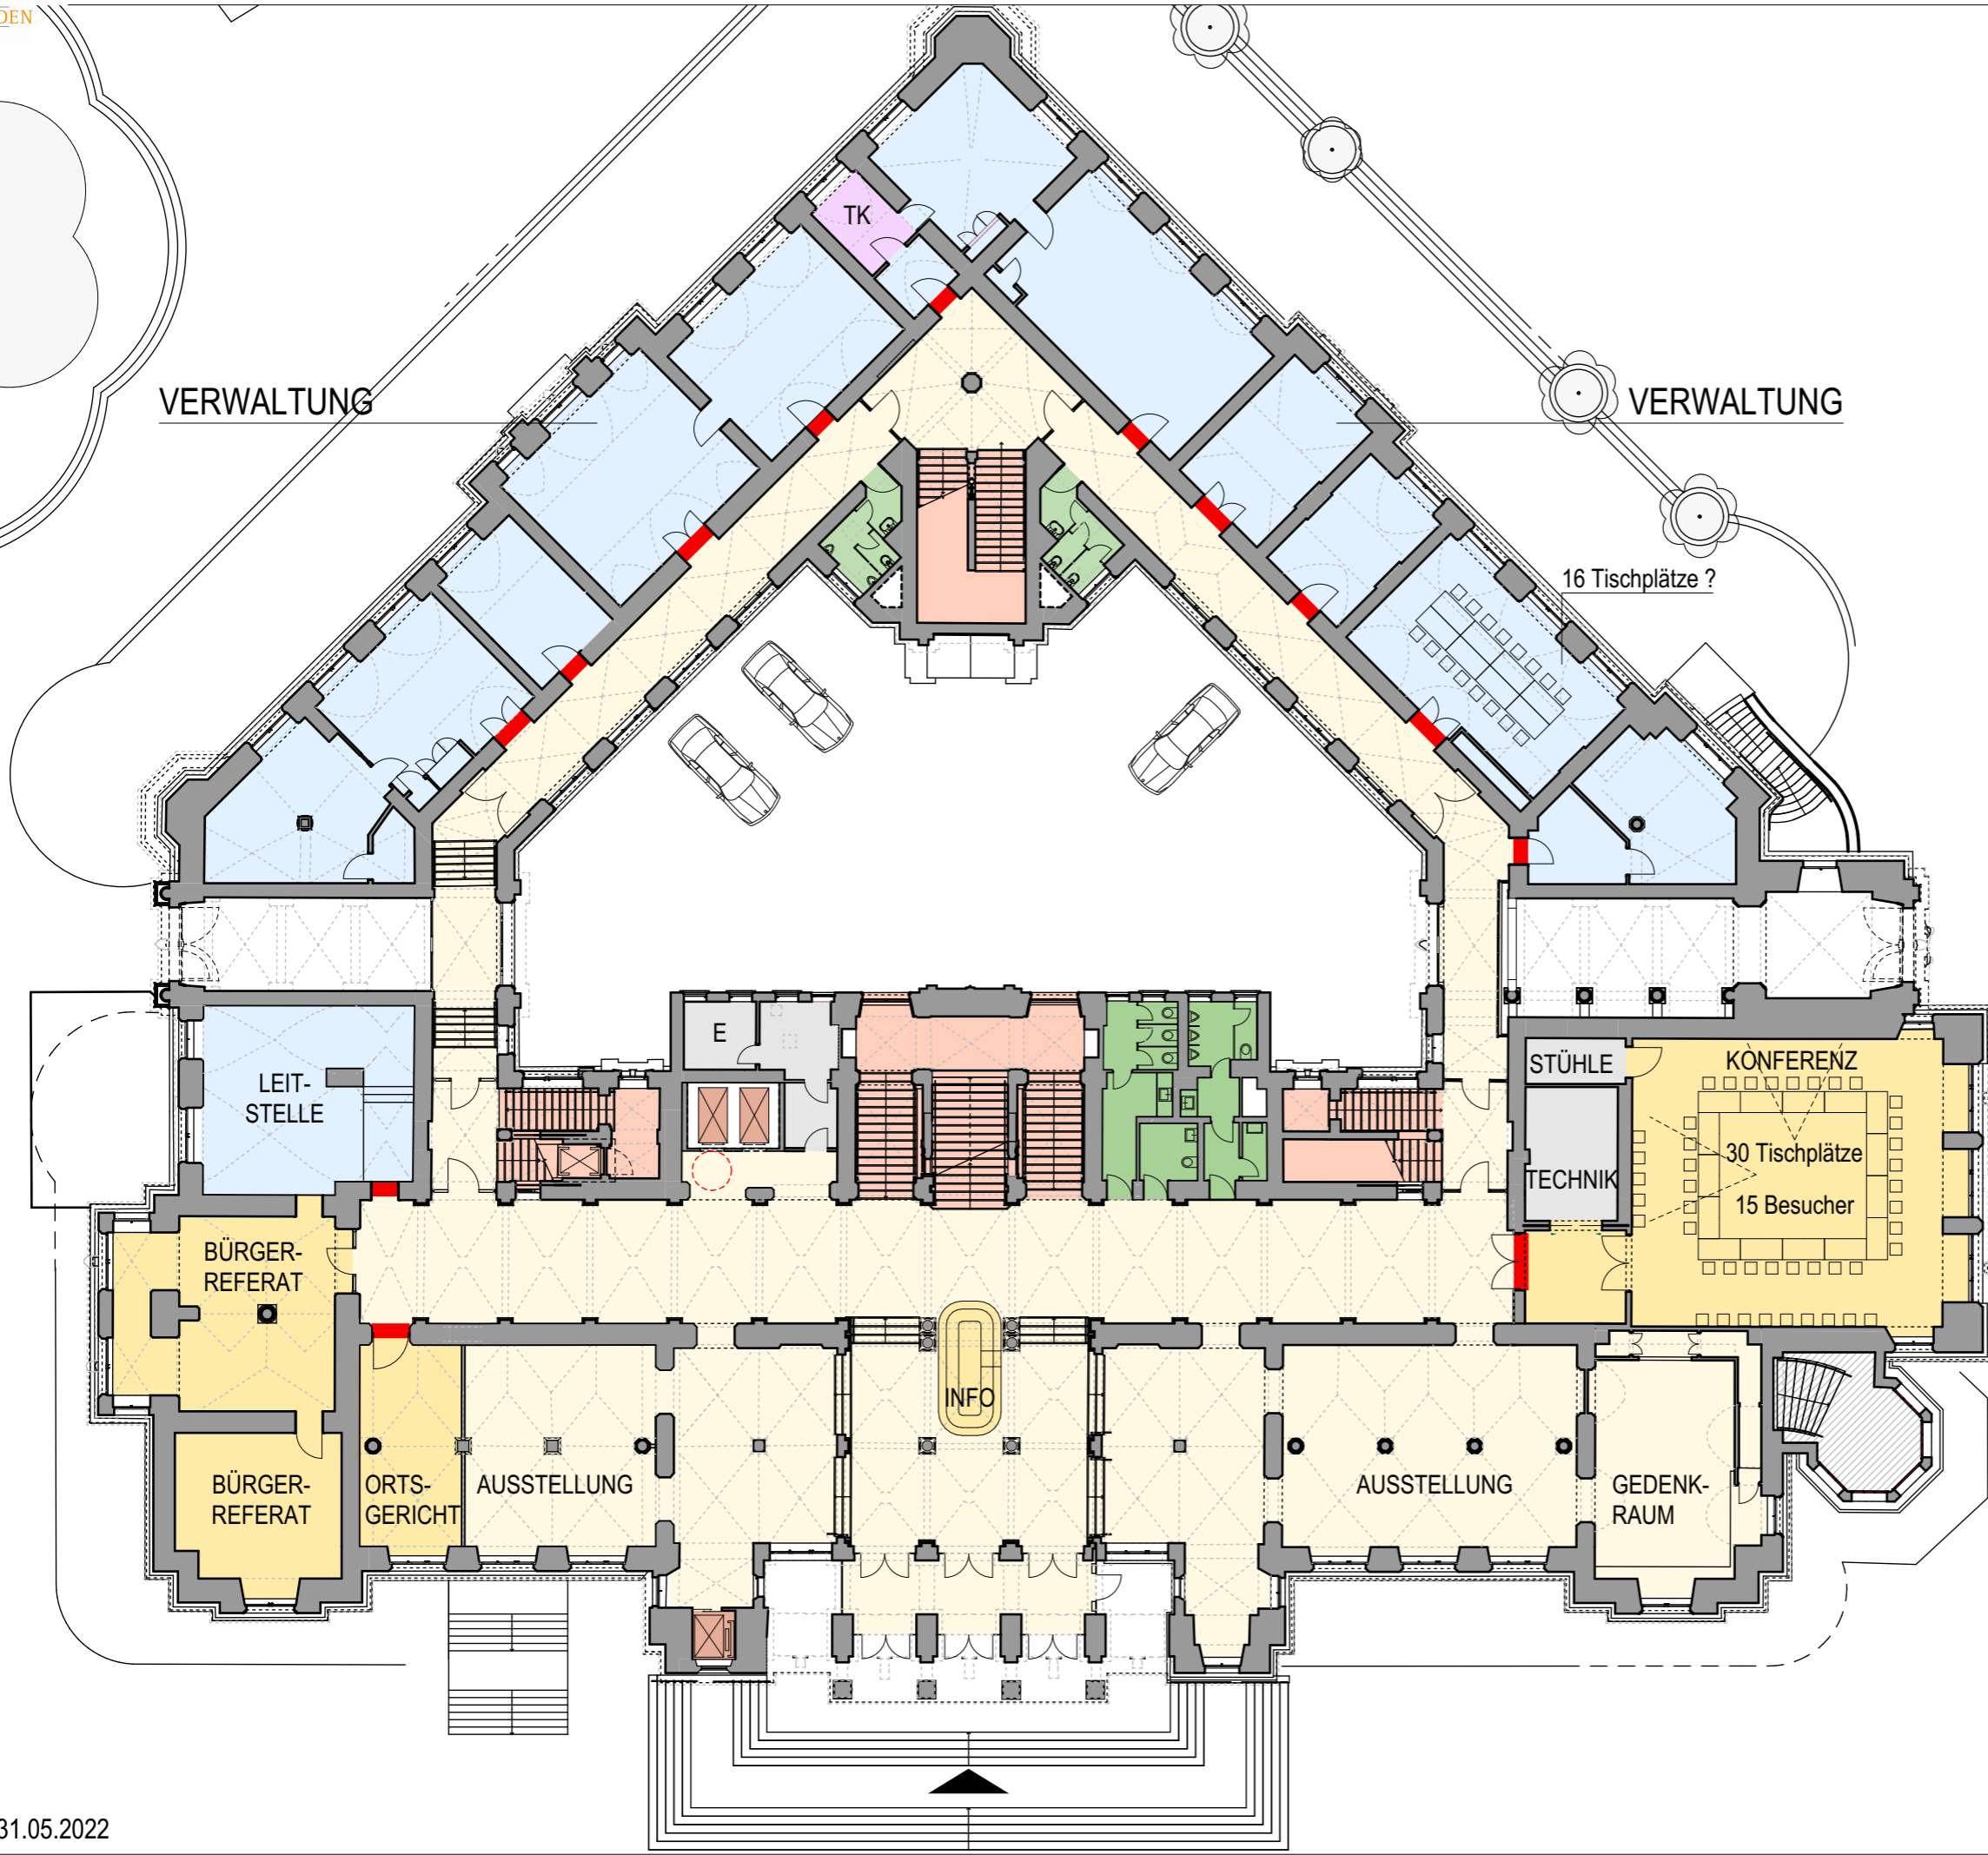 DEN
TK
VERWALTUNG
VERWALTUNG
16 Tischplätze ?
E
STÜHLE
KONFERENZ
LEIT-
STELLE
30 Tischplätze
TECHNIK
15 Besucher
BÜRGER-
REFERAT
INFO
BÜRGER-
REFERAT
ORTS-
GERICHT
AUSSTELLUNG
AUSSTELLUNG
GEDENK-
RAUM
31.05.2022